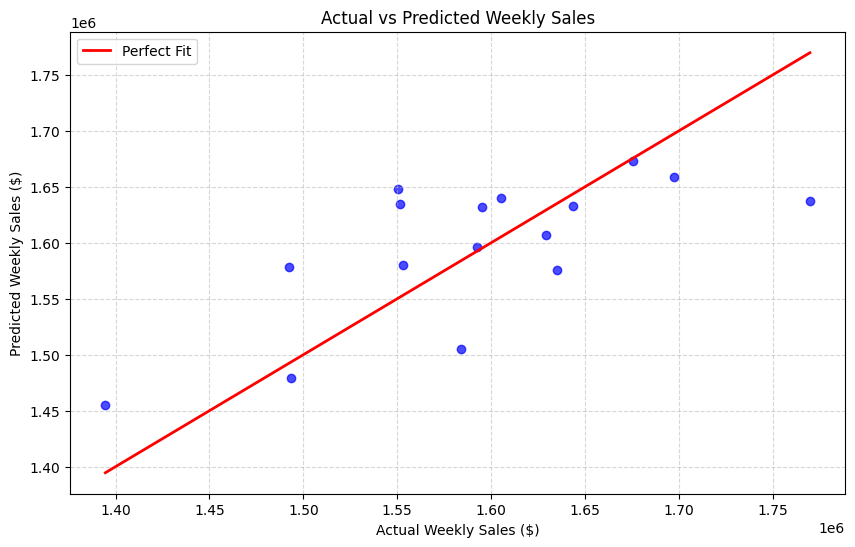 Actual vs Predicted Weekly Sales
1e6
Perfect Fit
1.75
1.70
1.65
1.60
1.55
1.50
1.45
1.40
Predicted Weekly Sales ($)
1.40 1.45 1.50 1.55 1.60 1.65 1.70 1.75
1e6
Actual Weekly Sales ($)